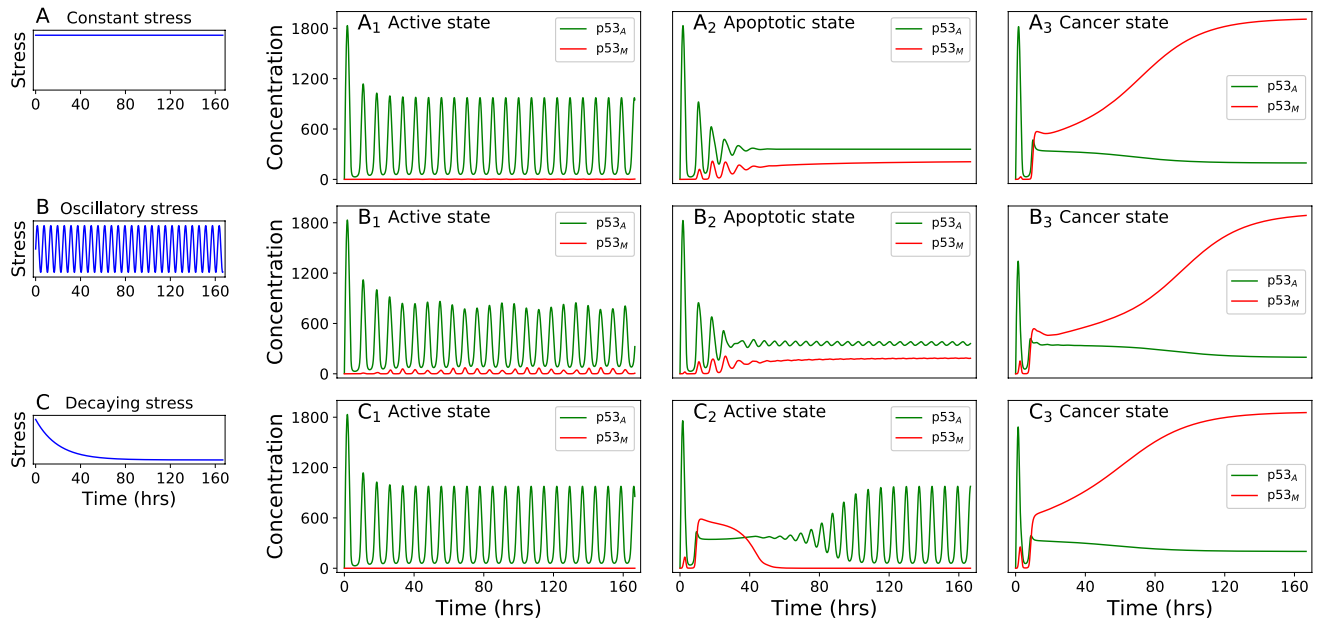 A Constant stress
Stress
0 40 80 120 160
Concentration
1800
1200
600
0
A1 Active state
p53A
p53M
A2 Apoptotic state
p53A
p53M
A3 Cancer state
p53A
p53M
B Oscillatory stress
Stress
0 40 80 120 160
Concentration
1800
1200
600
0
B1 Active state
p53A
p53M
B2 Apoptotic state
p53A
p53M
B3 Cancer state
p53A
p53M
C Decaying stress
Stress
0 40 80 120 160
Time (hrs)
Concentration
1800
1200
600
0
C1 Active state
p53A
p53M
0 40 80 120 160
Time (hrs)
C2 Active state
p53A
p53M
0 40 80 120 160
Time (hrs)
C3 Cancer state
p53A
p53M
0 40 80 120 160
Time (hrs)